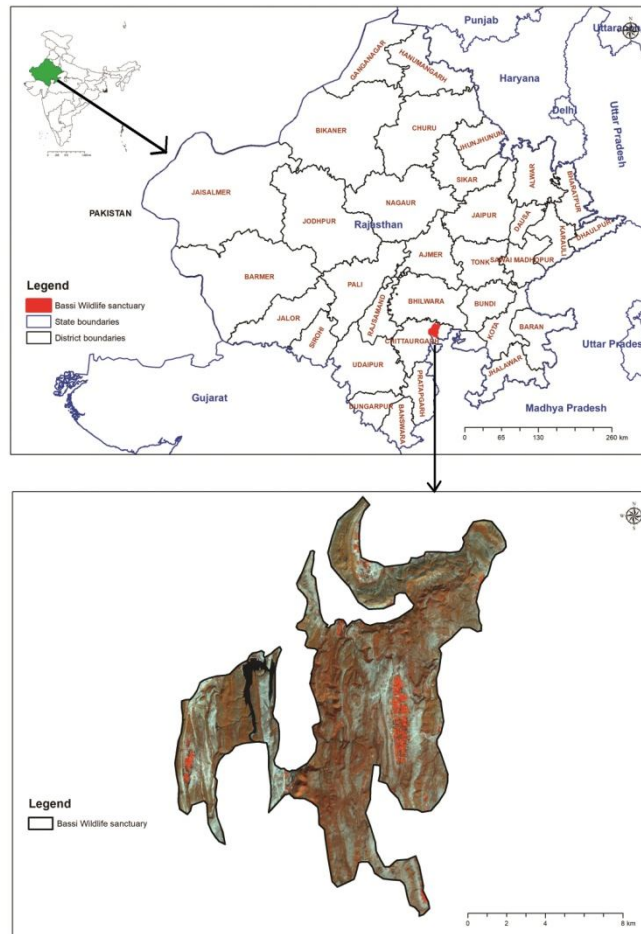 Punjab
Uttaranchal
GANGANAGAR
HANUMANGARH
Haryana
Delhi
Uttar Pradesh
BIKANER
CHURU
JHUNJHUNUN
SIKAR
ALWAR
BHARATPUR
JAISALMER
NAGAUR
JAIPUR
DAUSA
KARAULI
DHAULPUR
PAKISTAN
JODHPUR
Rajasthan
AJMER
TONK
SAWAI MADHOPUR
BARMER
PALI
RAJSAMAND
BHILWARA
BUNDI
KOTA
BARAN
JALOR
SIROHI
CHITTAURGARH
JHALAWAR
Uttar Prades
UDAIPUR
PRATAPGARH
Gujarat
DUNGARPUR
BANSWARA
Madhya Pradesh
Legend
Bassi Wildlife sanctuary
State boundaries
District boundaries
0 65 130 260 km
Legend
Bassi Wildlife sanctuary
0 2 4 8 km